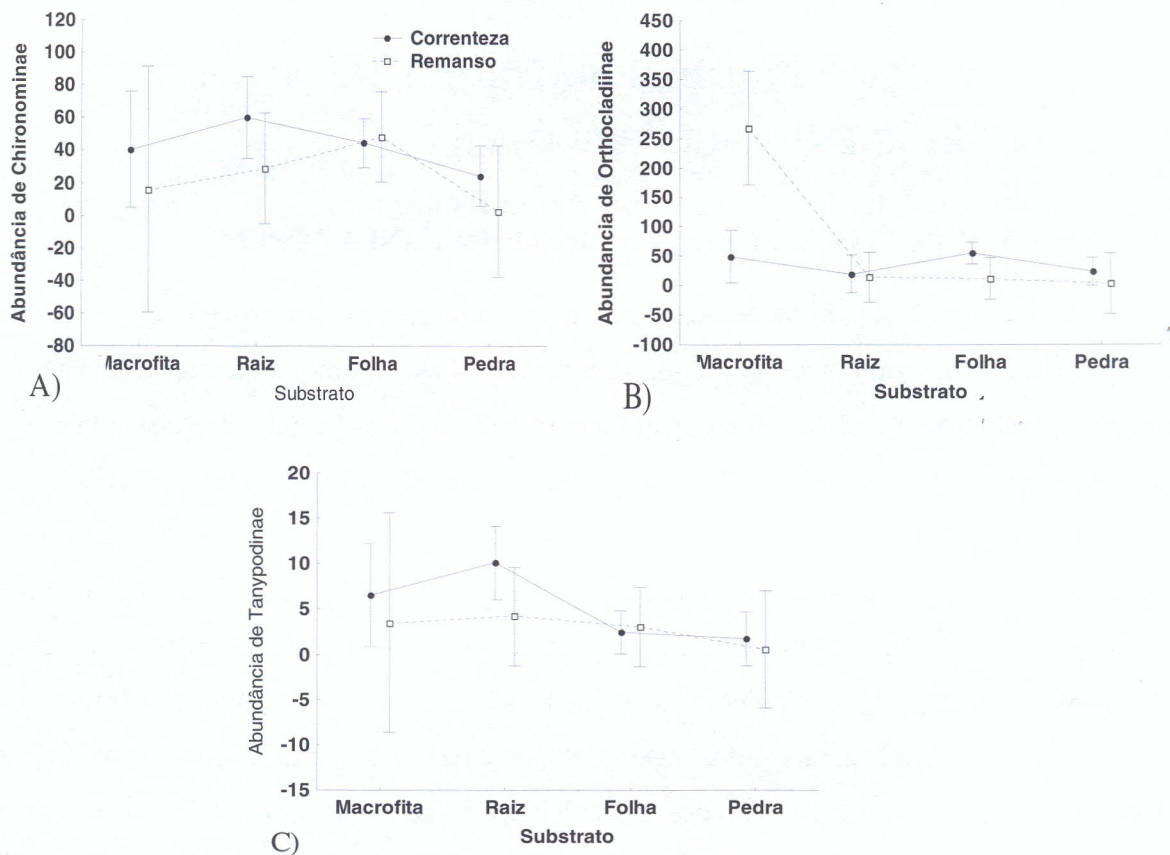 Abundância de Chironominae
120
100
80
60
40
20
0
-20
-40
-60
-80
Correnteza
Remanso
Macrofita Raiz Folha Pedra
Substrato
A)
Abundancia de Orthocladiinae
450
400
350
300
250
200
150
100
50
0
-50
-100
Macrofita Raiz Folha Pedra
Substrato
B)
Abundância de Tanypodinae
20
15
10
5
0
-5
-10
-15
Macrofita Raiz Folha Pedra
Substrato
C)